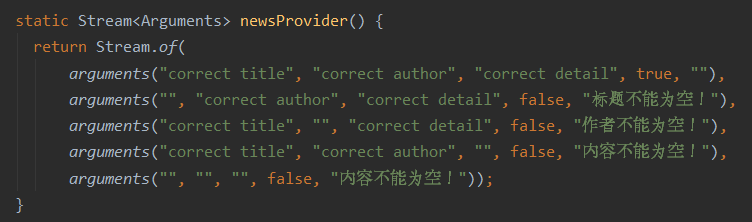 static Stream<Arguments> newsProvider() {
return Stream.of(
arguments("correct title", "correct author", "correct detail", true, ""),
arguments("", "correct author", "correct detail", false, "标题不能为空！"),
arguments("correct title", "", "correct detail", false, "作者不能为空！"),
arguments("correct title", "correct author", "", false, "内容不能为空！"),
arguments("", "", "", false, "内容不能为空！"));
}